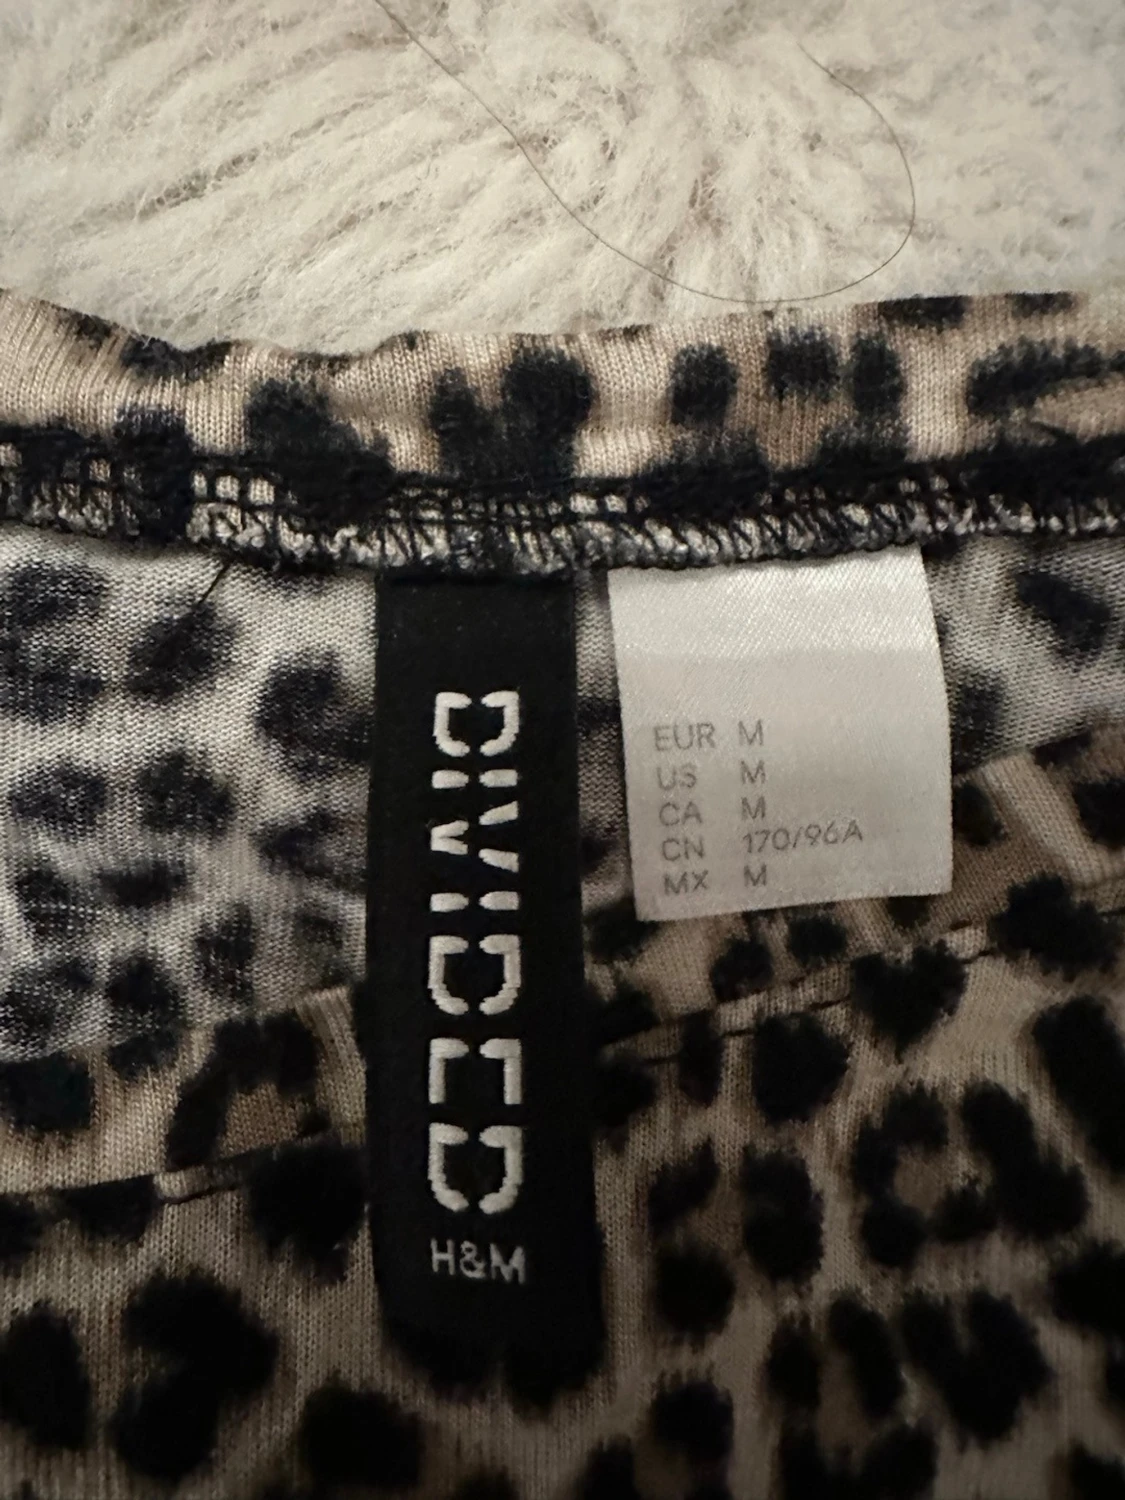 DIVIDED
H&M
EUR M
US M
CA M
CN 170/96A
MX M